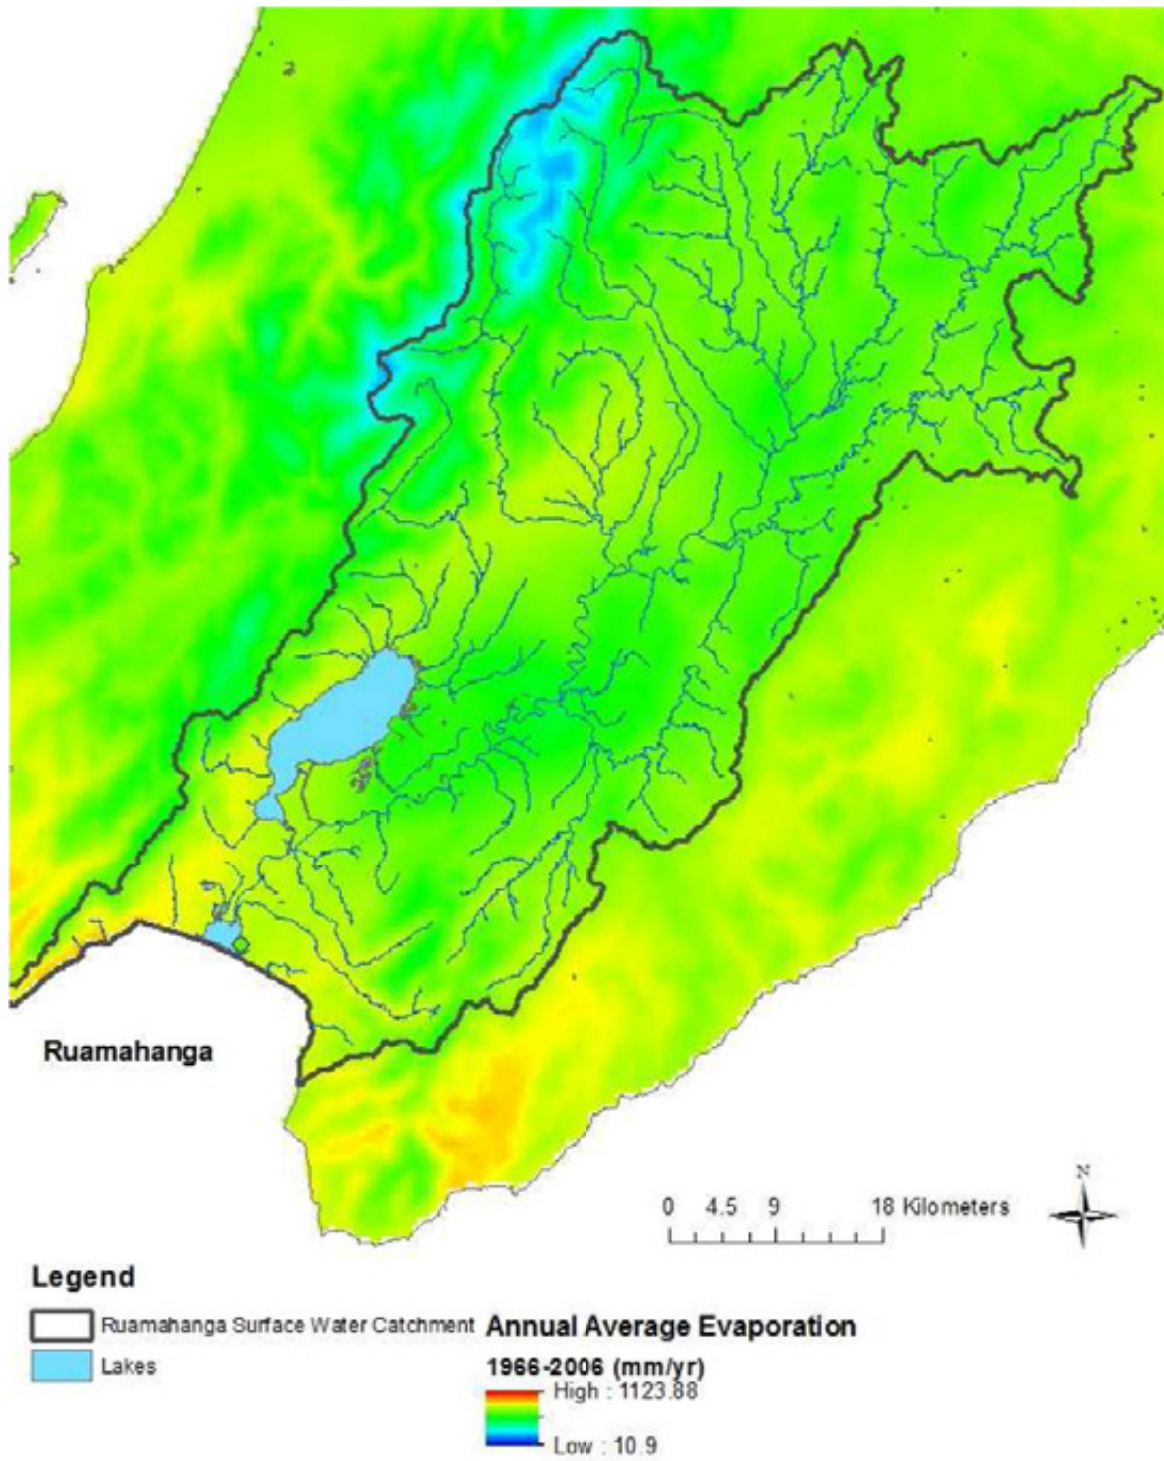 Ruamahanga
N
0 4.5 9 18 Kilometers
Legend
Ruamahanga Surface Water Catchment
Lakes
Annual Average Evaporation
1966-2006 (mm/yr)
High : 1123.88
Low : 10.9